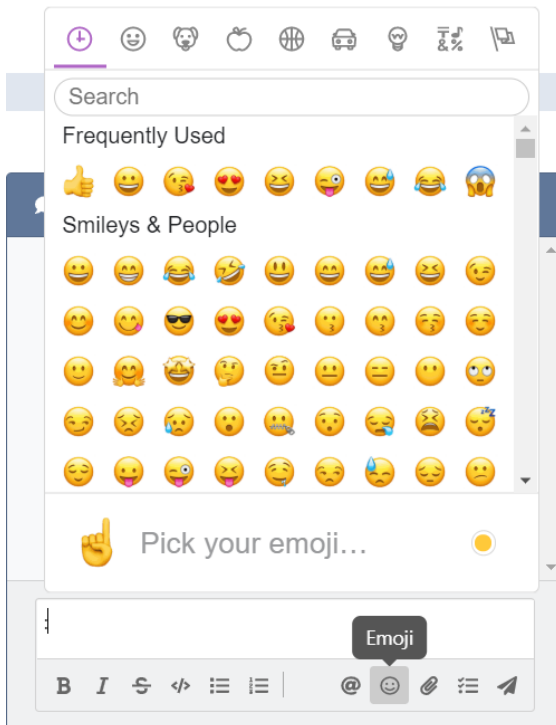 Search
Frequently Used
Smileys & People
Pick your emoji…
:
Emoji
B I S </> @